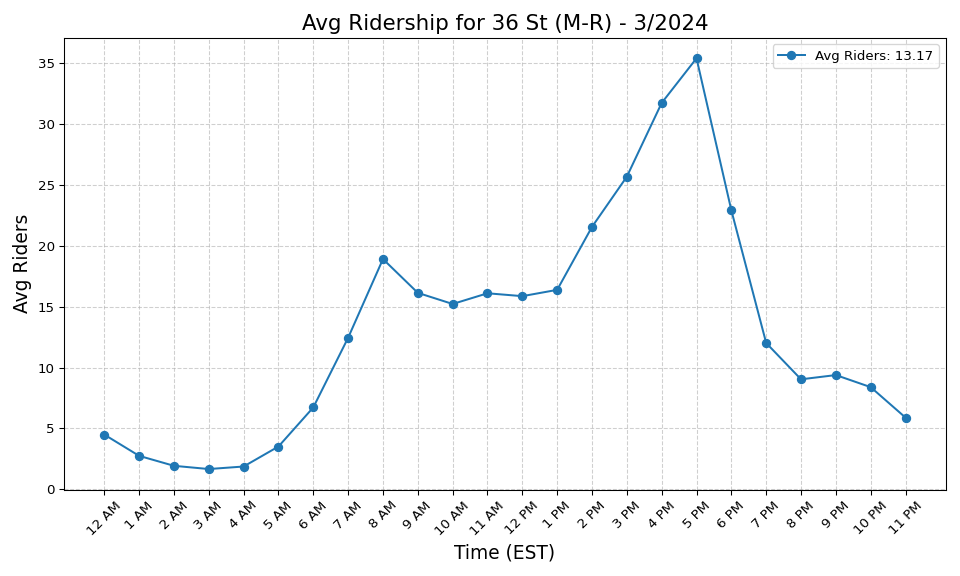 Avg Ridership for 36 St (M-R) - 3/2024
Avg Riders: 13.17
Avg Riders
35
30
25
20
15
10
5
0
12 AM
1 AM
2 AM
3 AM
4 AM
5 AM
6 AM
7 AM
8 AM
9 AM
10 AM
11 AM
12 PM
1 PM
2 PM
3 PM
4 PM
5 PM
6 PM
7 PM
8 PM
9 PM
10 PM
11 PM
Time (EST)